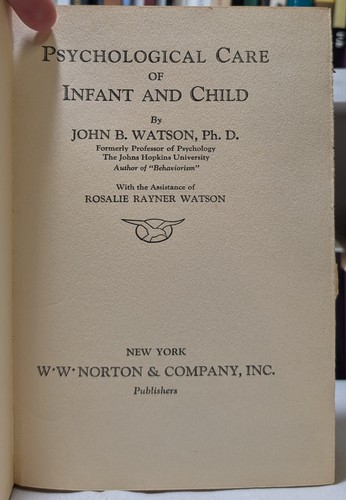 PSYCHOLOGICAL CARE
OF
INFANT AND CHILD
By
JOHN B. WATSON, Ph. D.
Formerly Professor of Psychology
The Johns Hopkins University
Author of "Behaviorism"
With the Assistance of
ROSALIE RAYNER WATSON
NEW YORK
W·W·NORTON & COMPANY, INC.
Publishers